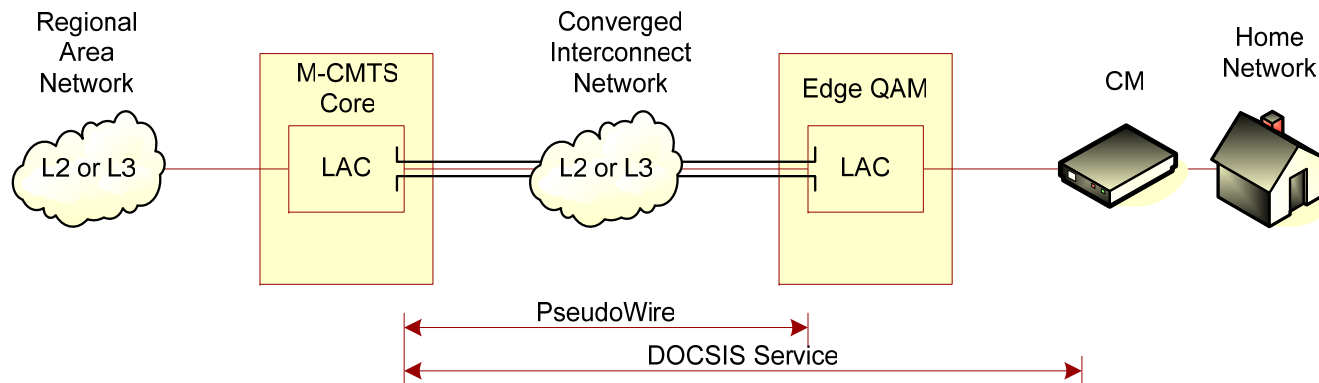 Regional
Area
Network
Converged
Interconnect
Network
M-CMTS
Core
Edge QAM
CM
Home
Network
L2 or L3
LAC
L2 or L3
LAC
PseudoWire
DOCSIS Service